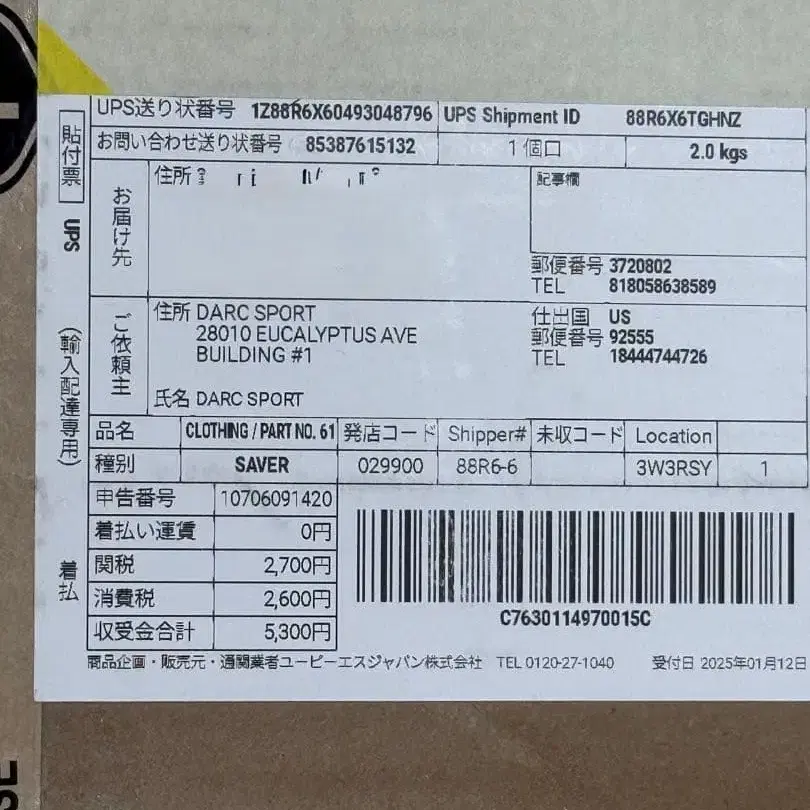 UPS送り状番号 1Z88R6X60493048796 UPS Shipment ID 88R6X6TGHNZ
お問い合わせ送り状番号 85387615132 1個口 2.0 kgs
貼付票 UPS (輸入配達専用) 着払
お届け先 住所
記事欄
郵便番号 3720802
TEL 818058638589
ご依頼主 住所 DARC SPORT
28010 EUCALYPTUS AVE
BUILDING #1
氏名 DARC SPORT
仕出国 US
郵便番号 92555
TEL 18444744726
品名 CLOTHING / PART NO. 61 発店コード Shipper# 未収コード Location
種別 SAVER 029900 88R6-6 3W3RSY 1
申告番号 10706091420
着払い運賃 0円
関税 2,700円
消費税 2,600円
収受金合計 5,300円
C7630114970015C
商品企画・販売元・通関業者ユーピーエスジャパン株式会社 TEL 0120-27-1040 受付日 2025年01月12日